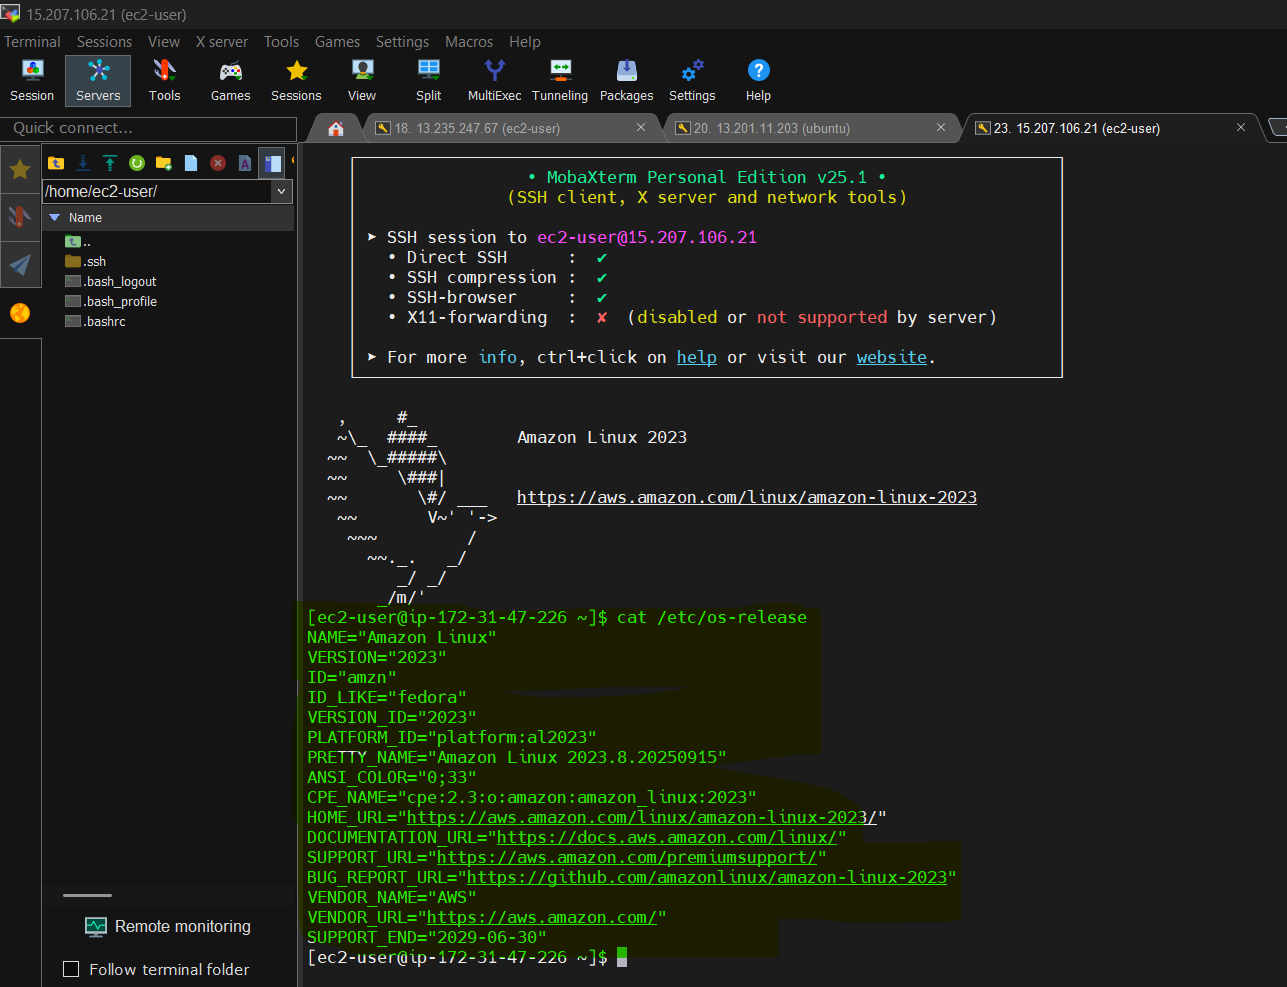 15.207.106.21 (ec2-user)
Terminal Sessions View X server Tools Games Settings Macros Help
Session Servers Tools Games Sessions View Split MultiExec Tunneling Packages Settings Help
Quick connect...
18. 13.235.247.67 (ec2-user)
20. 13.201.11.203 (ubuntu)
23. 15.207.106.21 (ec2-user)
/home/ec2-user/
Name
..
.ssh
.bash_logout
.bash_profile
.bashrc
Remote monitoring
Follow terminal folder
• MobaXterm Personal Edition v25.1 •
(SSH client, X server and network tools)
➤ SSH session to ec2-user@15.207.106.21
• Direct SSH : ✔
• SSH compression : ✔
• SSH-browser : ✔
• X11-forwarding : ✘ (disabled or not supported by server)
➤ For more info, ctrl+click on help or visit our website.
   ,     #_
   ~\_  ####_        Amazon Linux 2023
  ~~  \_#####\
  ~~     \###|
  ~~       \#/ ___   https://aws.amazon.com/linux/amazon-linux-2023
   ~~       V~' '->
    ~~~         /
      ~~._.   _/
         _/ _/
       _/m/'
[ec2-user@ip-172-31-47-226 ~]$ cat /etc/os-release
NAME="Amazon Linux"
VERSION="2023"
ID="amzn"
ID_LIKE="fedora"
VERSION_ID="2023"
PLATFORM_ID="platform:al2023"
PRETTY_NAME="Amazon Linux 2023.8.20250915"
ANSI_COLOR="0;33"
CPE_NAME="cpe:2.3:o:amazon:amazon_linux:2023"
HOME_URL="https://aws.amazon.com/linux/amazon-linux-2023/"
DOCUMENTATION_URL="https://docs.aws.amazon.com/linux/"
SUPPORT_URL="https://aws.amazon.com/premiumsupport/"
BUG_REPORT_URL="https://github.com/amazonlinux/amazon-linux-2023"
VENDOR_NAME="AWS"
VENDOR_URL="https://aws.amazon.com/"
SUPPORT_END="2029-06-30"
[ec2-user@ip-172-31-47-226 ~]$